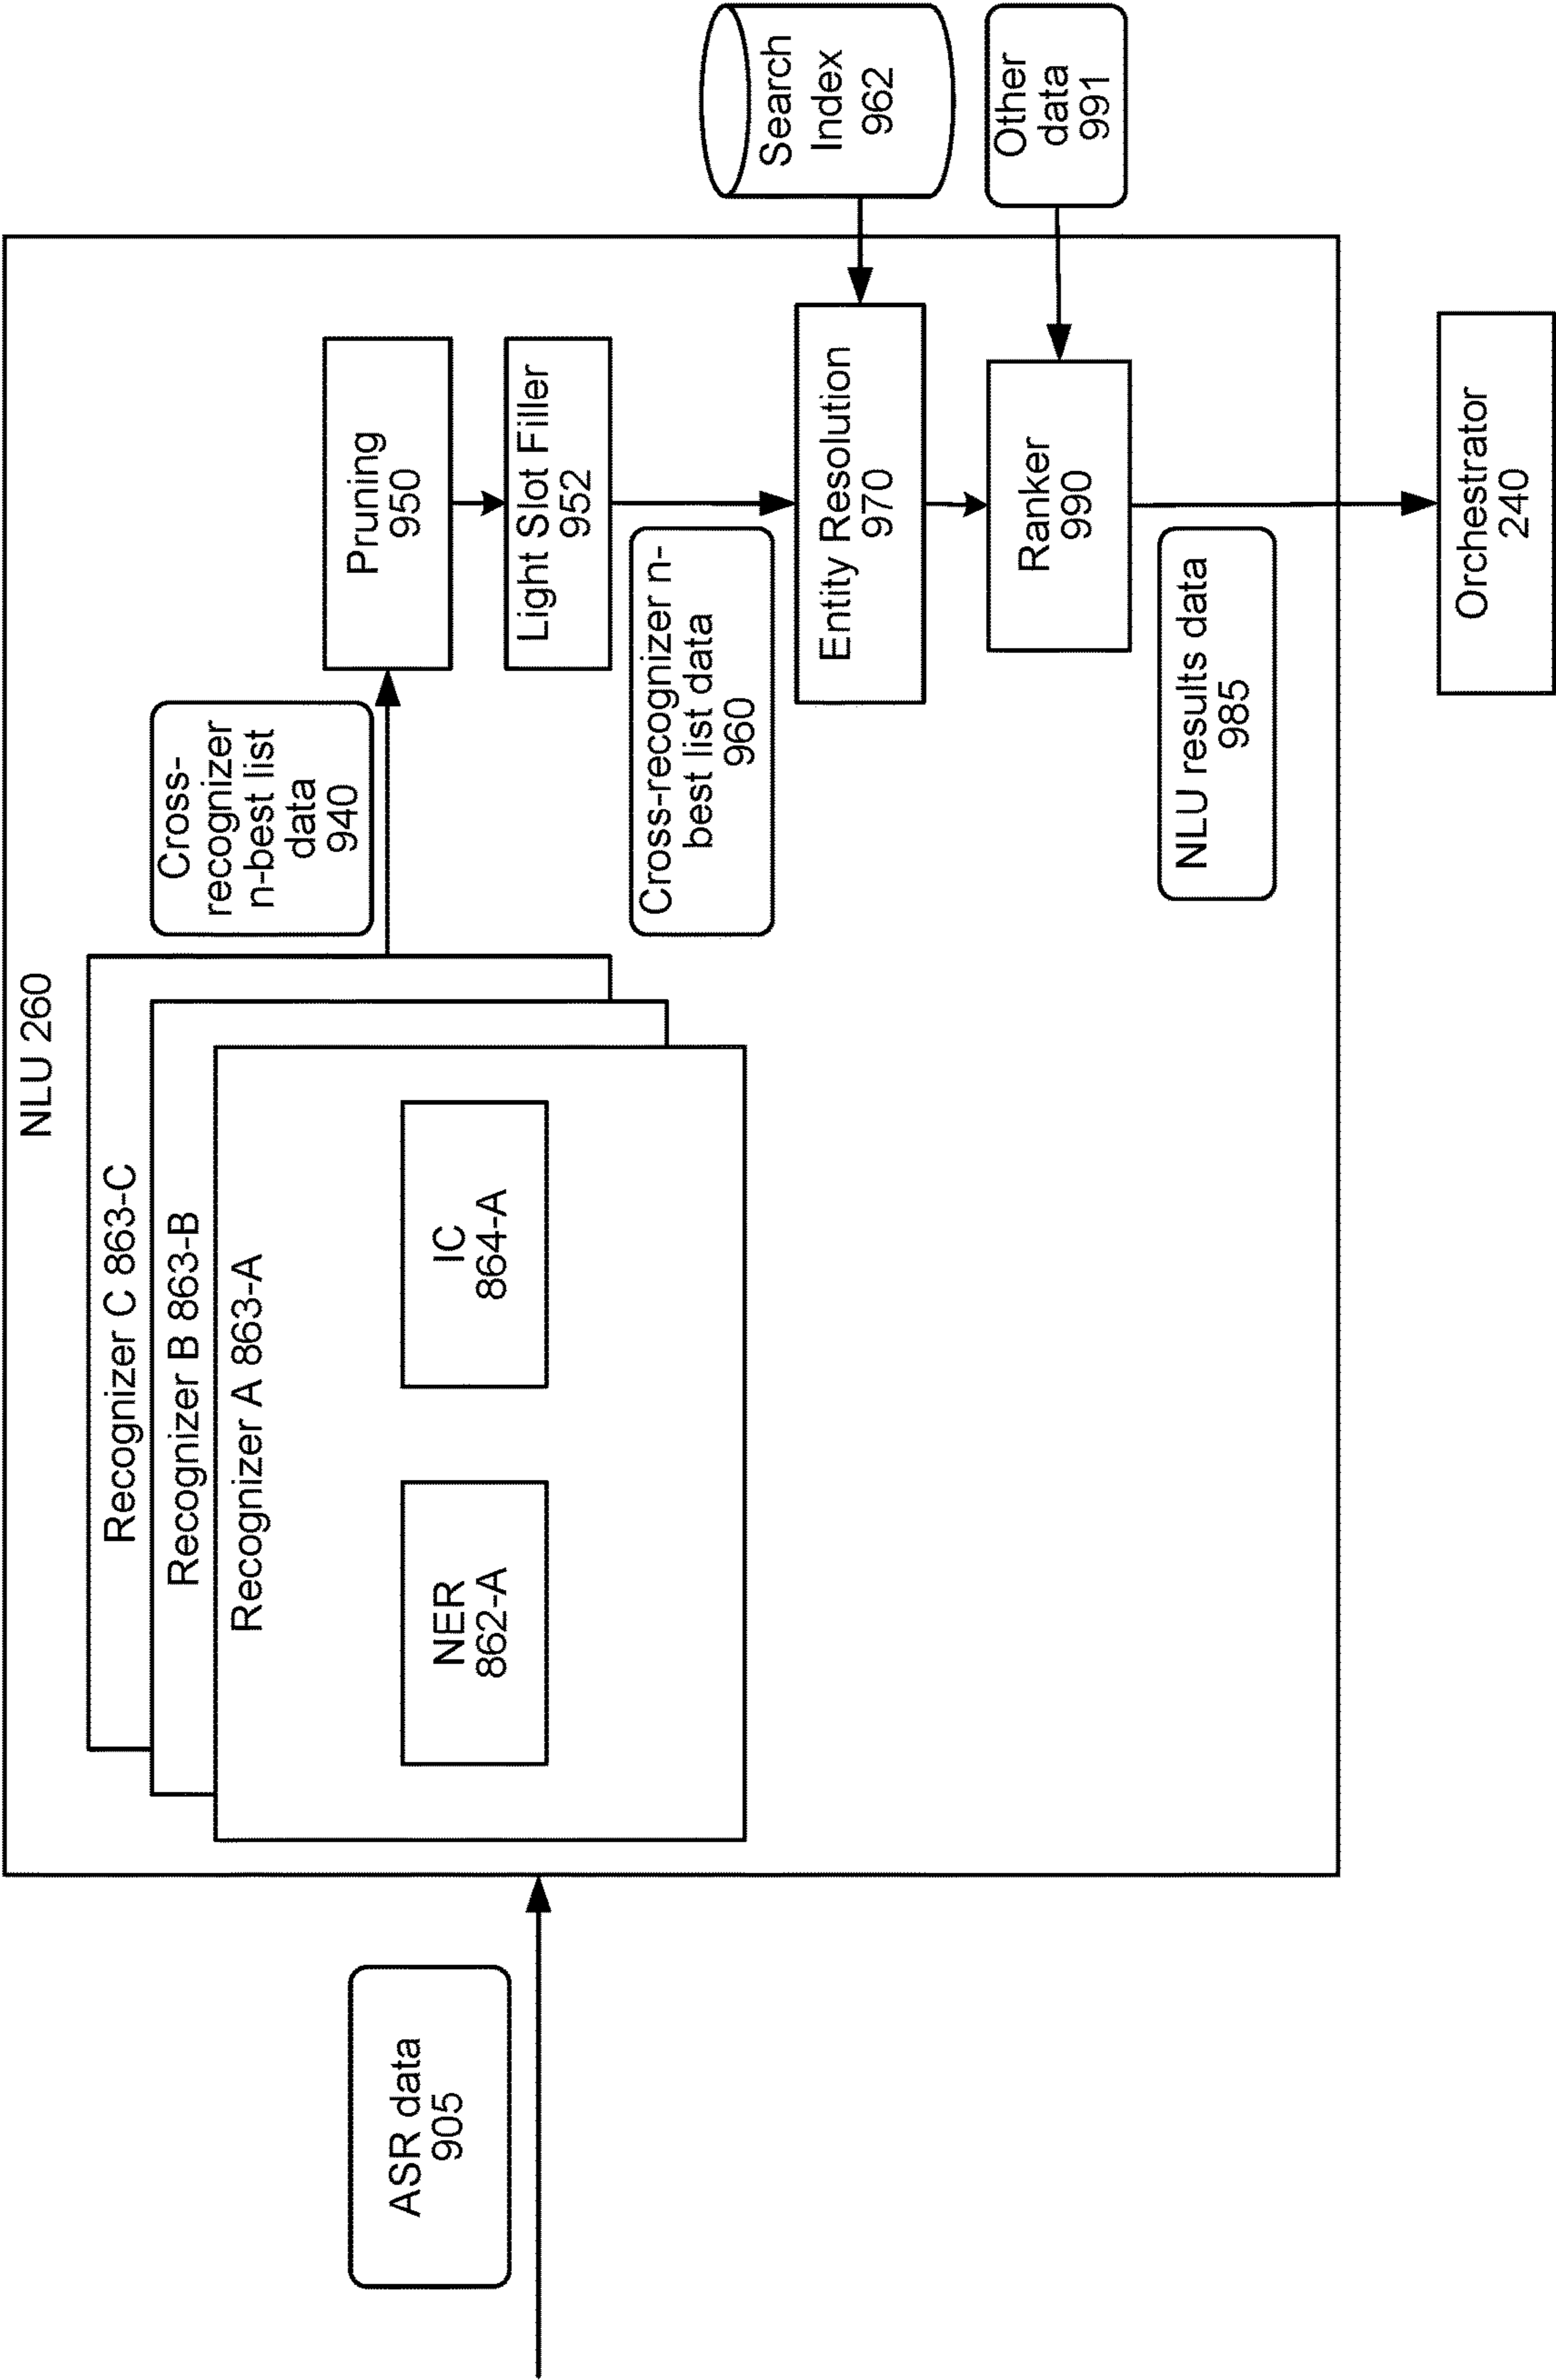 NLU 260
Recognizer C 863-C
Recognizer B 863-B
Recognizer A 863-A
NER
862-A
IC
864-A
ASR data
905
Cross-
recognizer
n-best list
data
940
Pruning
950
Light Slot Filler
952
Cross-recognizer n-
best list data
960
Search
Index
962
Entity Resolution
970
Other
data
991
Ranker
990
NLU results data
985
Orchestrator
240